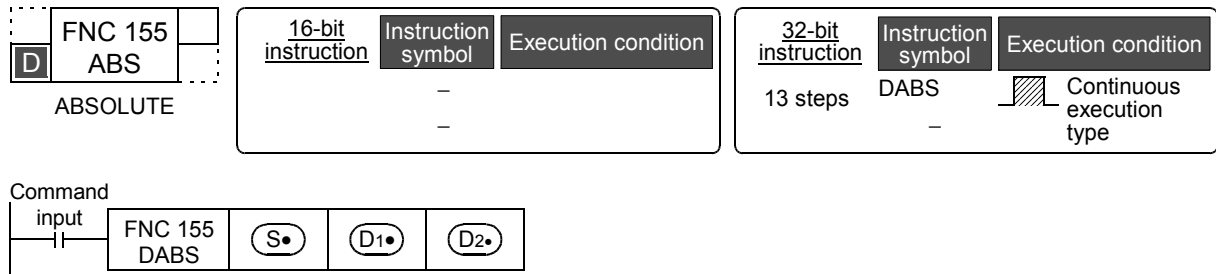 FNC 155
D
ABS
ABSOLUTE
16-bit
instruction
Instruction
symbol
Execution condition
–
–
32-bit
instruction
Instruction
symbol
Execution condition
13 steps
DABS
Continuous
execution
type
–
Command
input
FNC 155
DABS
S•
D1•
D2•